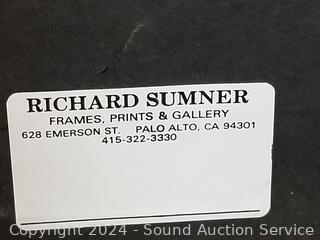 RICHARD SUMNER
FRAMES, PRINTS & GALLERY
628 EMERSON ST. PALO ALTO, CA 94301
415-322-3330
Copyright 2024 - Sound Auction Service